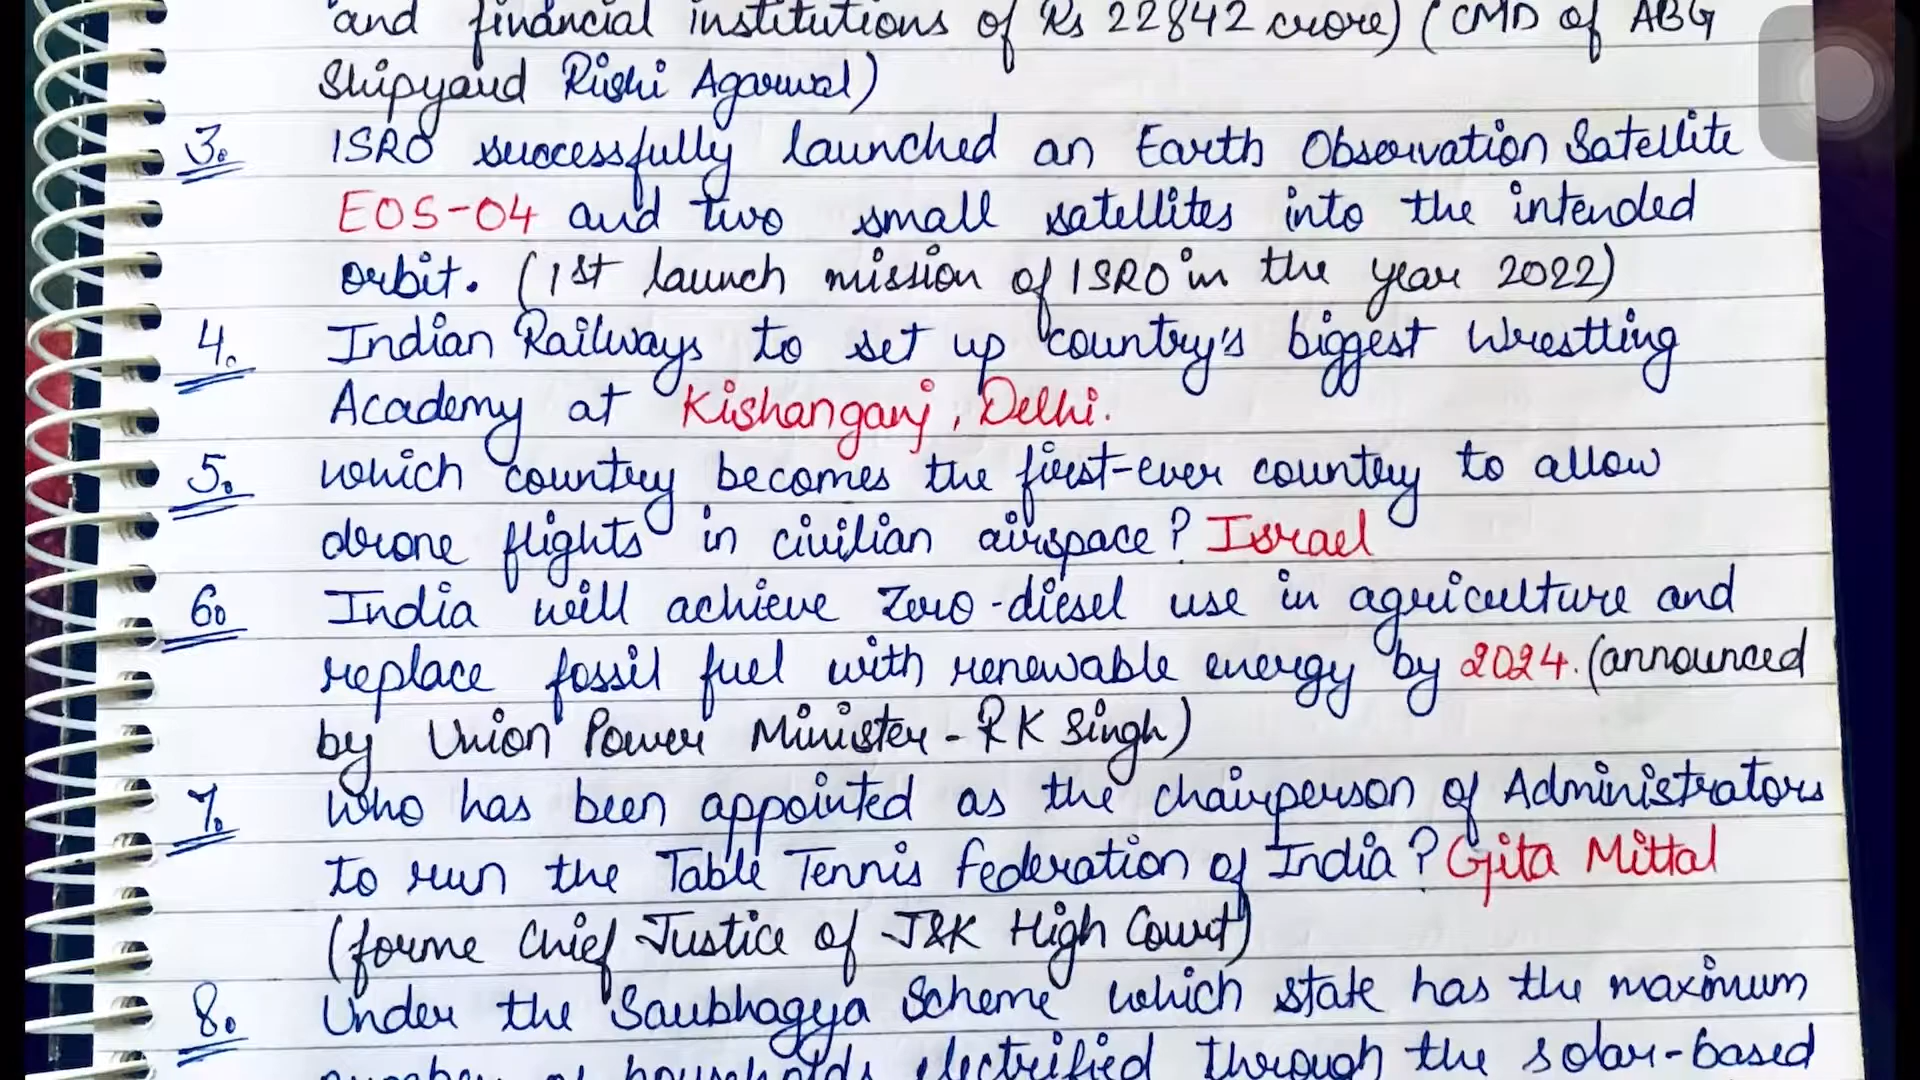 and financial institutions of Rs 22842 crore) (CMD of ABG
Shipyard Rishi Agarwal)
3. ISRO successfully launched an Earth Observation Satellite
EOS-04 and two small satellites into the intended
orbit. (1st launch mission of ISRO in the year 2022)
4. Indian Railways to set up country's biggest Wrestling
Academy at Kishanganj, Delhi.
5. which country becomes the first-ever country to allow
drone flights in civilian airspace? Israel
6. India will achieve Zero-diesel use in agriculture and
replace fossil fuel with renewable energy by 2024. (announced
by Union Power Minister - RK Singh)
7. who has been appointed as the chairperson of Administrators
to run the Table Tennis Federation of India? Gita Mittal
(forme Chief Justice of J&K High Court)
8. Under the Saubhagya Scheme which state has the maximum
number of households electrified through the solar-based